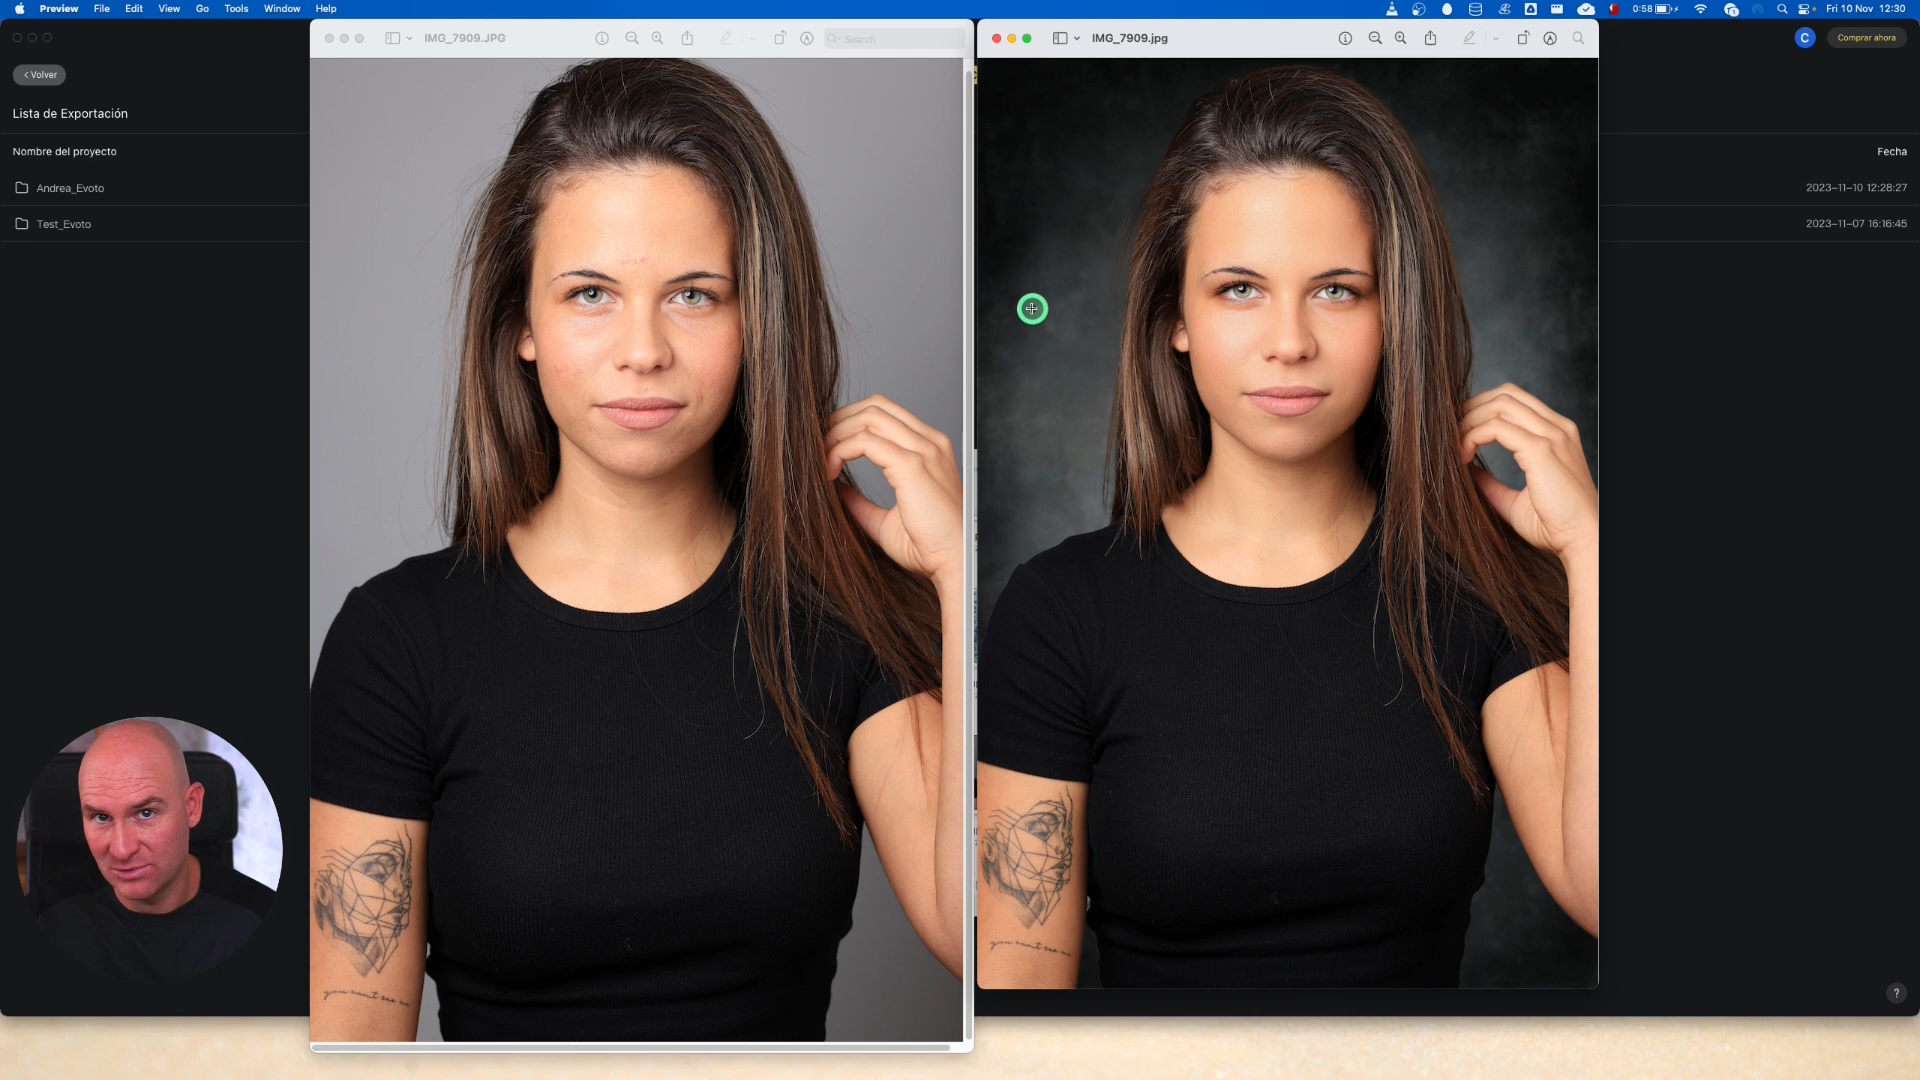 Preview File Edit View Go Tools Window Help 0:58 Fri 10 Nov 12:30
IMG_7909.JPG Search
IMG_7909.jpg
C Comprar ahora
< Volver
Lista de Exportación
Nombre del proyecto Fecha
Andrea_Evoto 2023-11-10 12:28:27
Test_Evoto 2023-11-07 16:16:45
?